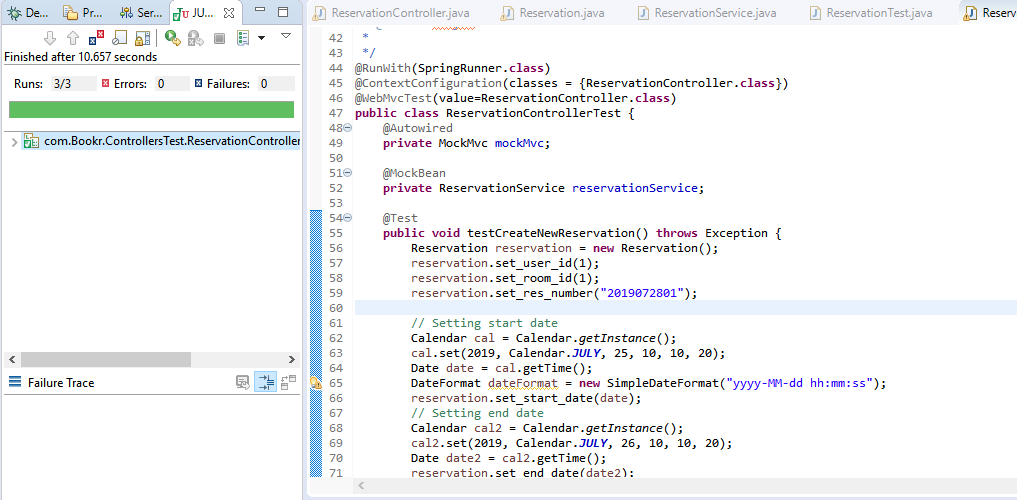 De...
Pr...
Ser...
JU...
Finished after 10.657 seconds
Runs: 3/3
Errors: 0
Failures: 0
com.Bookr.ControllersTest.ReservationController
Failure Trace
ReservationController.java
Reservation.java
ReservationService.java
ReservationTest.java
Reserv
42 *
43 */
44 @RunWith(SpringRunner.class)
45 @ContextConfiguration(classes = {ReservationController.class})
46 @WebMvcTest(value=ReservationController.class)
47 public class ReservationControllerTest {
48 @Autowired
49 private MockMvc mockMvc;
50
51 @MockBean
52 private ReservationService reservationService;
53
54 @Test
55 public void testCreateNewReservation() throws Exception {
56 Reservation reservation = new Reservation();
57 reservation.set_user_id(1);
58 reservation.set_room_id(1);
59 reservation.set_res_number("2019072801");
60
61 // Setting start date
62 Calendar cal = Calendar.getInstance();
63 cal.set(2019, Calendar.JULY, 25, 10, 10, 20);
64 Date date = cal.getTime();
65 DateFormat dateFormat = new SimpleDateFormat("yyyy-MM-dd hh:mm:ss");
66 reservation.set_start_date(date);
67 // Setting end date
68 Calendar cal2 = Calendar.getInstance();
69 cal2.set(2019, Calendar.JULY, 26, 10, 10, 20);
70 Date date2 = cal2.getTime();
71 reservation.set_end_date(date2);